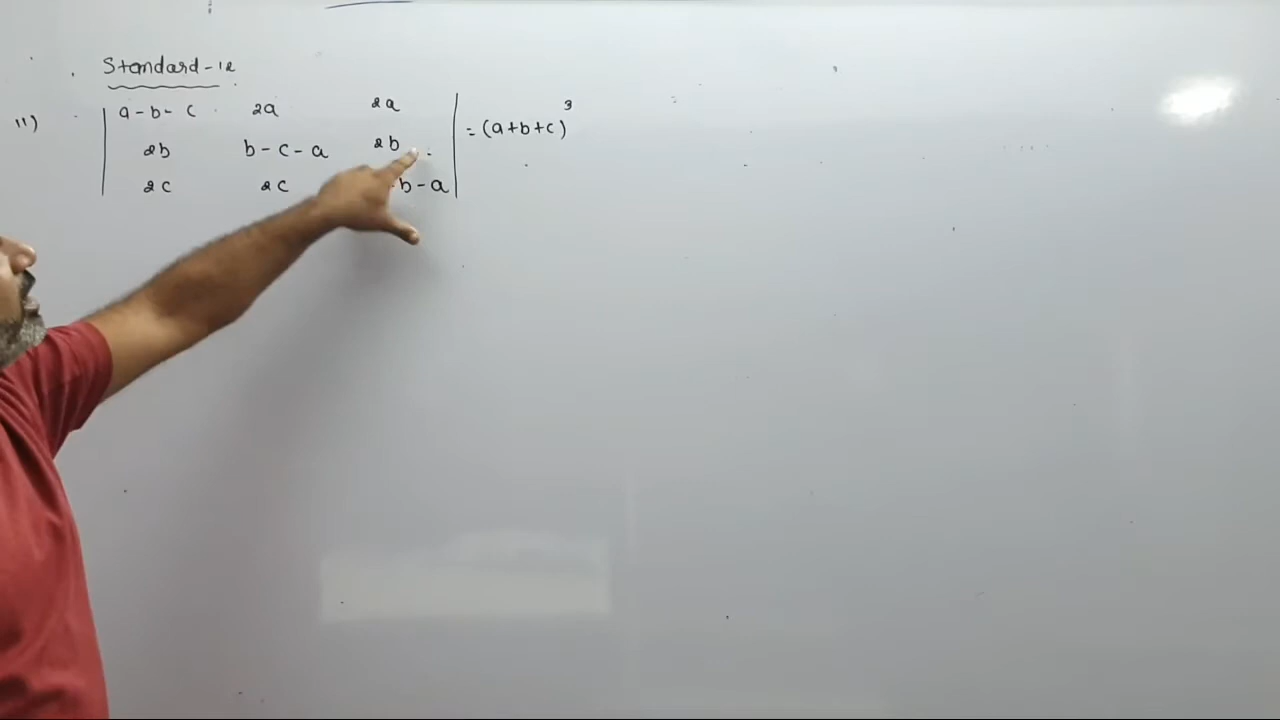 Standard-12
11) | a-b-c 2a 2a | = (a+b+c)³
| 2b b-c-a 2b |
| 2c 2c -b-a |